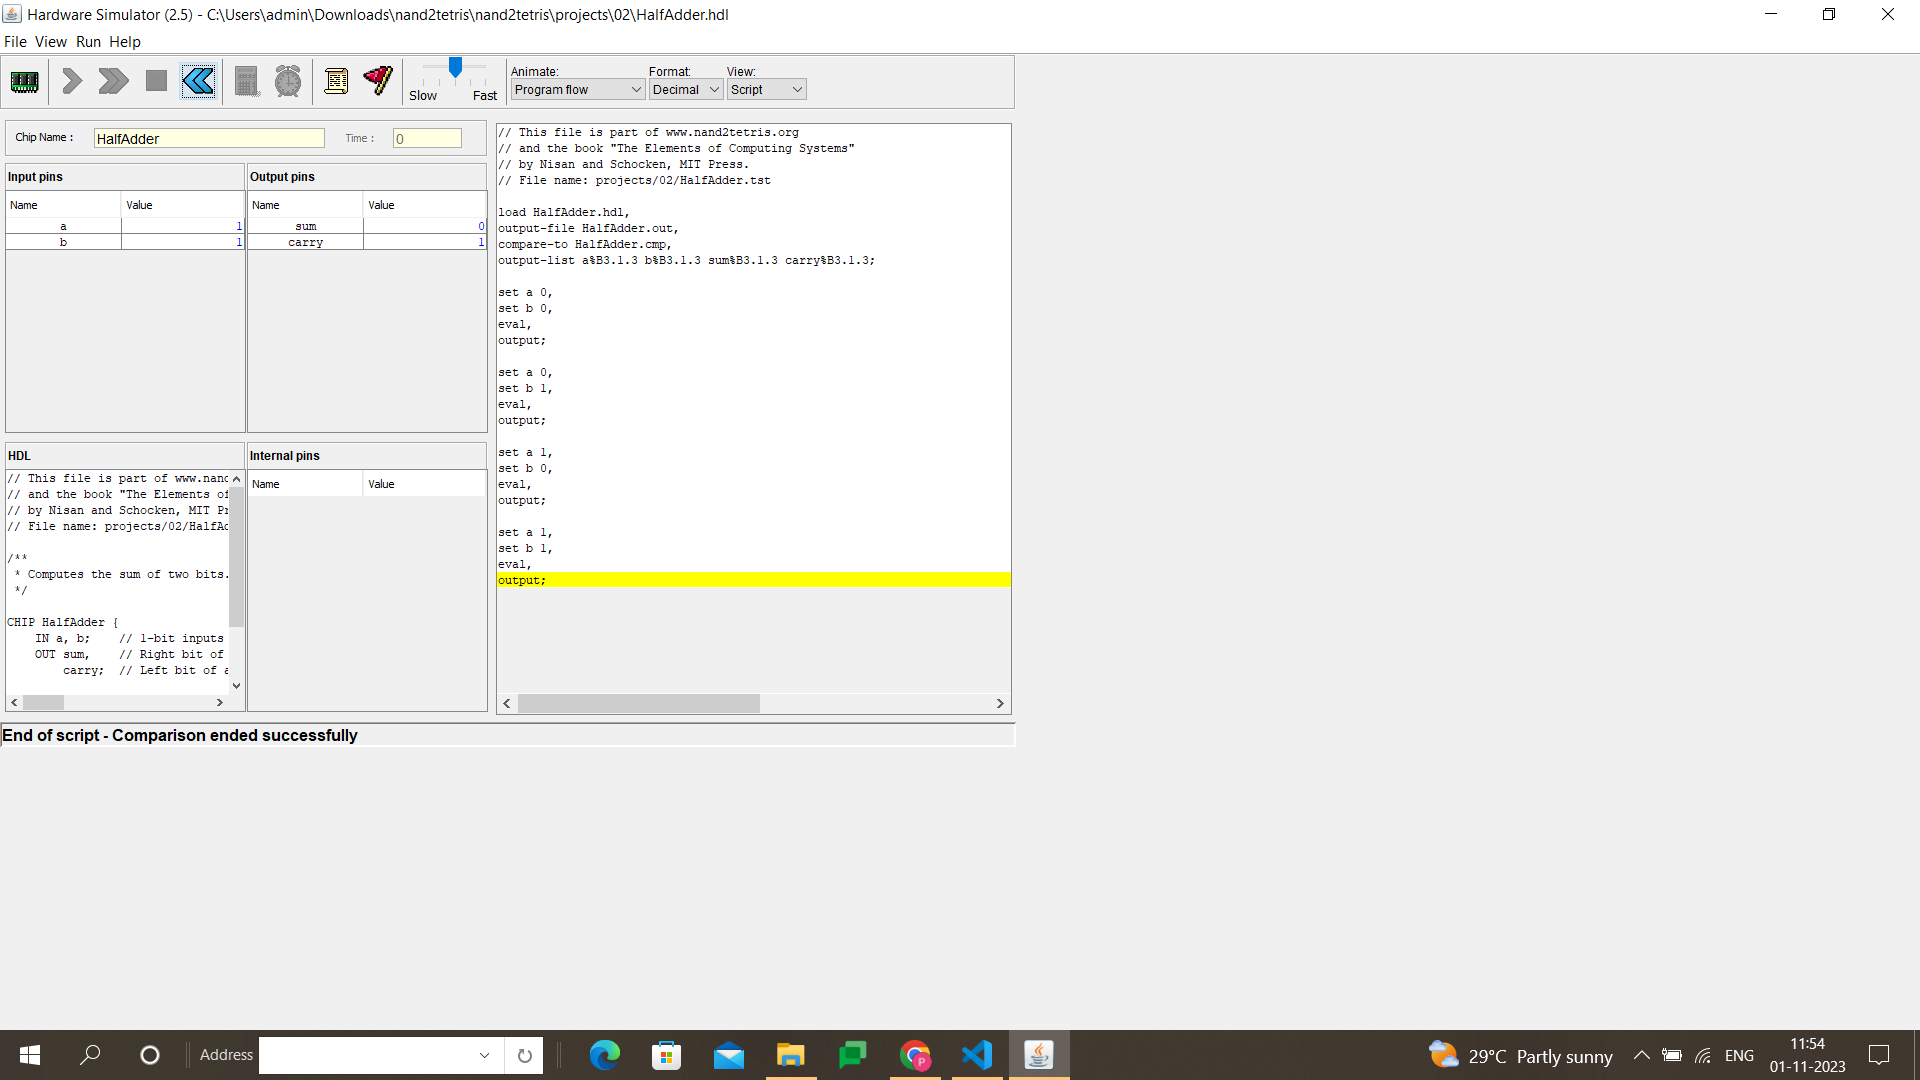 Hardware Simulator (2.5) - C:\Users\admin\Downloads\nand2tetris\nand2tetris\projects\02\HalfAdder.hdl
File View Run Help
Slow Fast
Animate: Format: View:
Program flow Decimal Script
Chip Name : HalfAdder Time : 0
Input pins
Name Value
a 1
b 1
Output pins
Name Value
sum 0
carry 1
HDL
// This file is part of www.nand
// and the book "The Elements of
// by Nisan and Schocken, MIT Pr
// File name: projects/02/HalfAd
/**
* Computes the sum of two bits.
*/
CHIP HalfAdder {
IN a, b; // 1-bit inputs
OUT sum, // Right bit of
carry; // Left bit of a
Internal pins
Name Value
// This file is part of www.nand2tetris.org
// and the book "The Elements of Computing Systems"
// by Nisan and Schocken, MIT Press.
// File name: projects/02/HalfAdder.tst
load HalfAdder.hdl,
output-file HalfAdder.out,
compare-to HalfAdder.cmp,
output-list a%B3.1.3 b%B3.1.3 sum%B3.1.3 carry%B3.1.3;
set a 0,
set b 0,
eval,
output;
set a 0,
set b 1,
eval,
output;
set a 1,
set b 0,
eval,
output;
set a 1,
set b 1,
eval,
output;
End of script - Comparison ended successfully
Address
P
29°C Partly sunny
ENG
11:54
01-11-2023